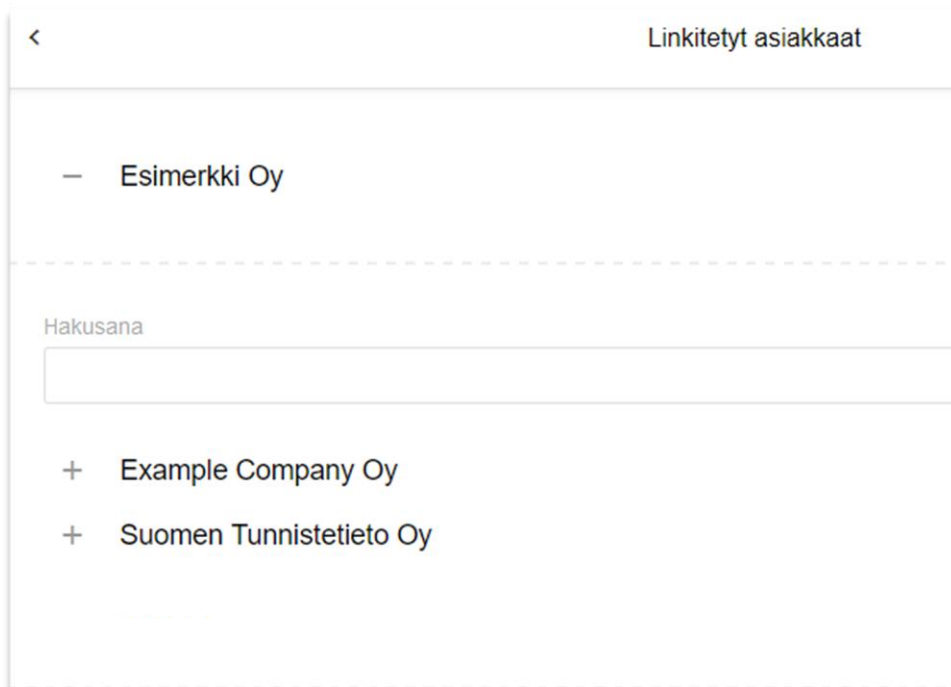 Linkitetyt asiakkaat
Esimerkki Oy
Hakusana
Example Company Oy
Suomen Tunnistetieto Oy